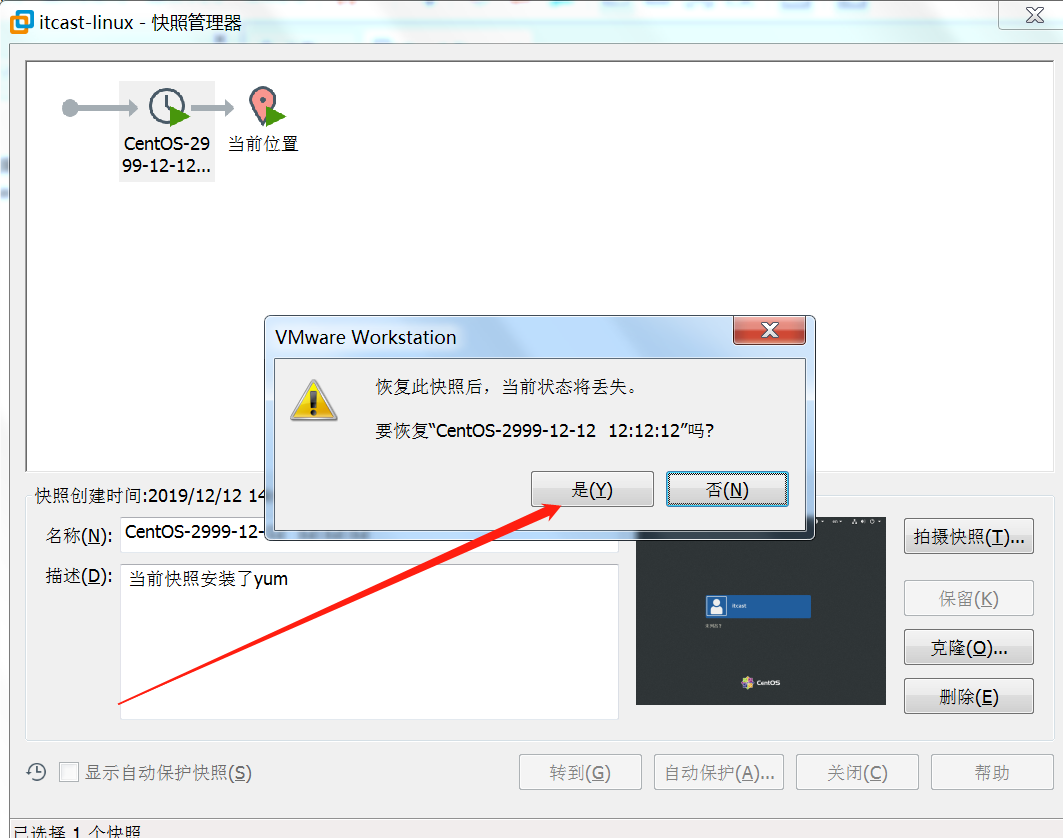 itcast-linux - 快照管理器
CentOS-29
99-12-12...
当前位置
VMware Workstation
恢复此快照后，当前状态将丢失。
要恢复“CentOS-2999-12-12 12:12:12”吗?
是(Y)
否(N)
快照创建时间:2019/12/12 14
名称(N):
CentOS-2999-12-
拍摄快照(T)...
描述(D):
当前快照安装了yum
保留(K)
itcast
克隆(O)...
CentOS
删除(E)
显示自动保护快照(S)
转到(G)
自动保护(A)...
关闭(C)
帮助
已选择 1 个快照